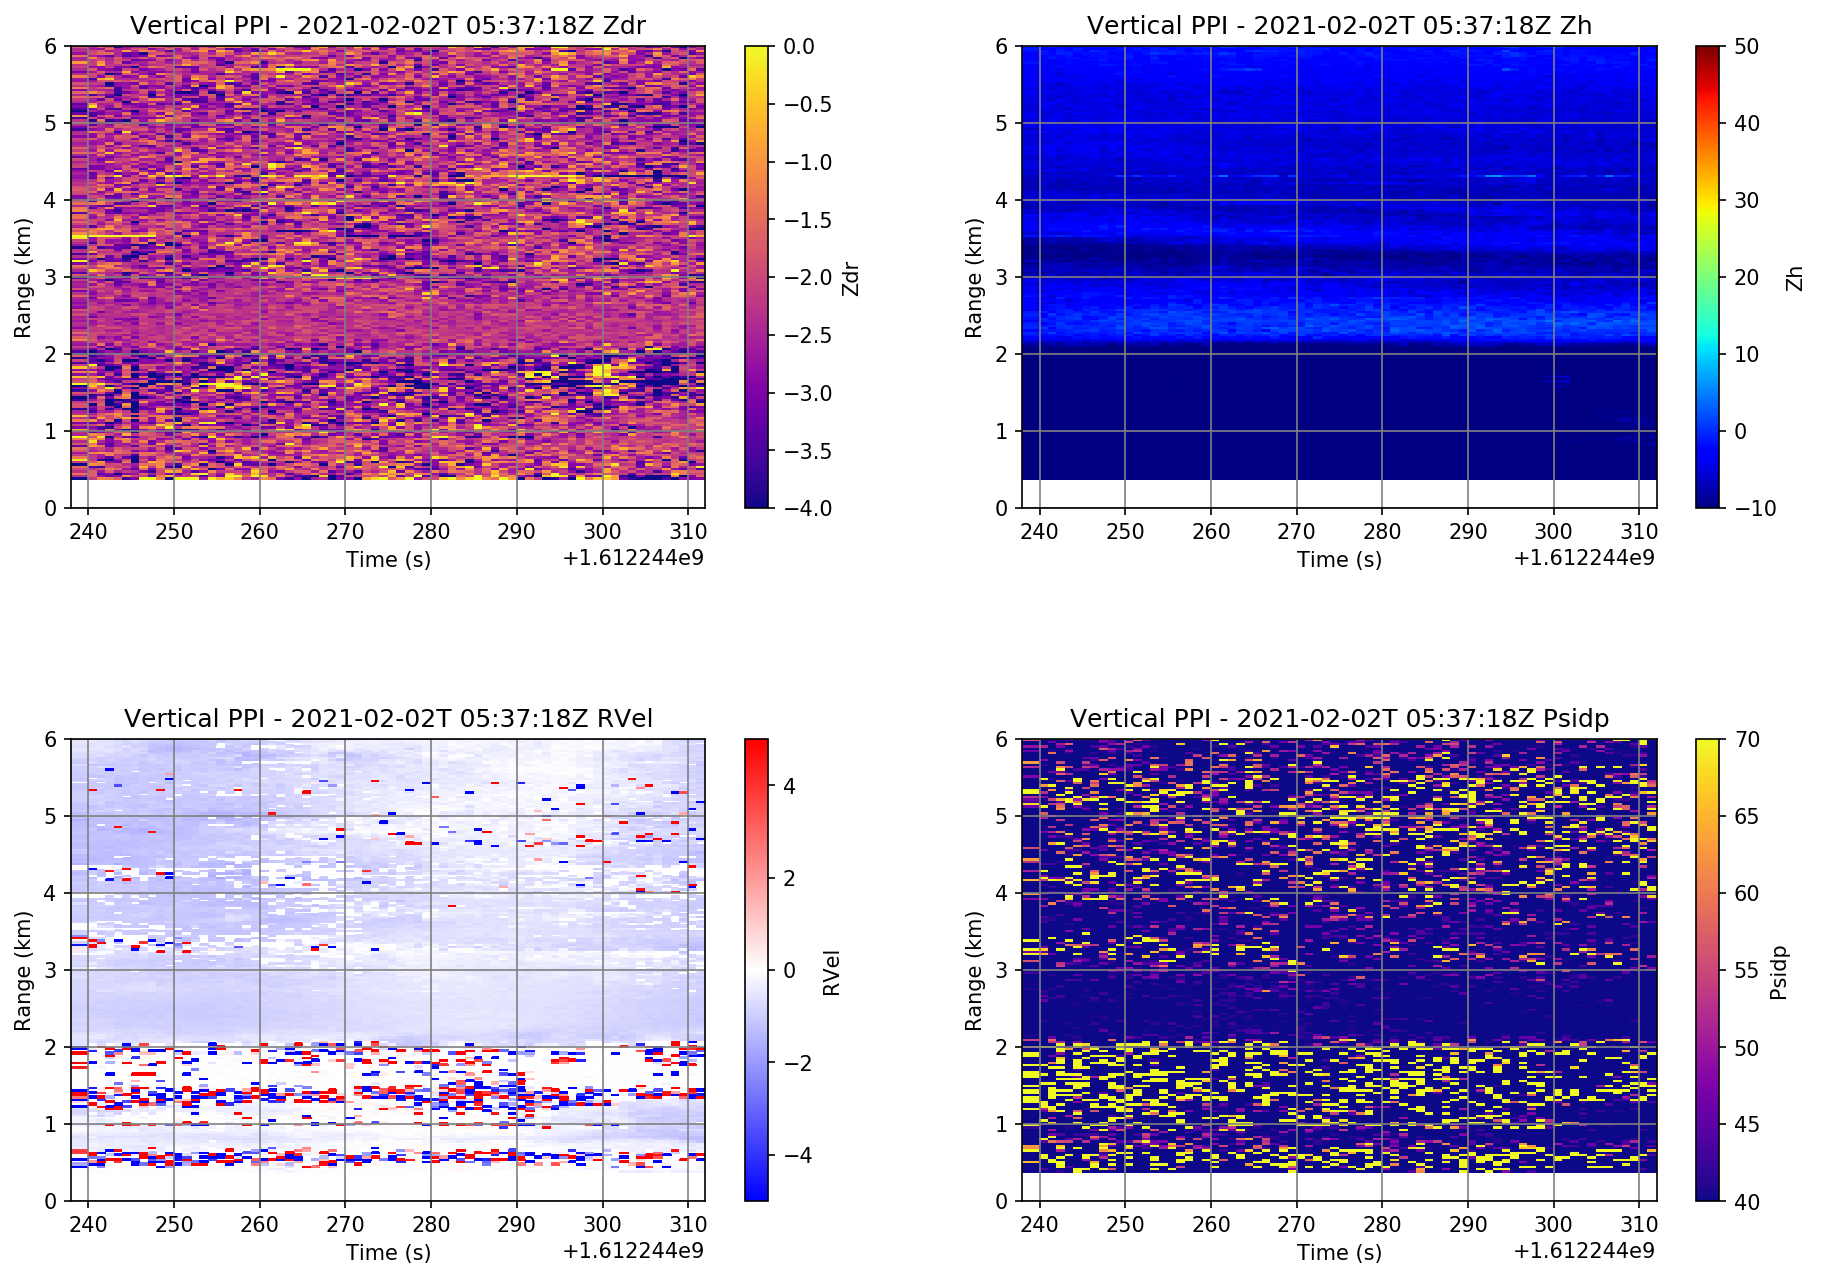 Vertical PPI - 2021-02-02T 05:37:18Z Zdr
6
5
4
3
2
1
0
Range (km)
240 250 260 270 280 290 300 310
Time (s)
+1.612244e9
0.0
−0.5
−1.0
−1.5
−2.0
−2.5
−3.0
−3.5
−4.0
Zdr
Vertical PPI - 2021-02-02T 05:37:18Z Zh
6
5
4
3
2
1
0
Range (km)
240 250 260 270 280 290 300 310
Time (s)
+1.612244e9
50
40
30
20
10
0
−10
Zh
Vertical PPI - 2021-02-02T 05:37:18Z RVel
6
5
4
3
2
1
0
Range (km)
240 250 260 270 280 290 300 310
Time (s)
+1.612244e9
4
2
0
−2
−4
RVel
Vertical PPI - 2021-02-02T 05:37:18Z Psidp
6
5
4
3
2
1
0
Range (km)
240 250 260 270 280 290 300 310
Time (s)
+1.612244e9
70
65
60
55
50
45
40
Psidp